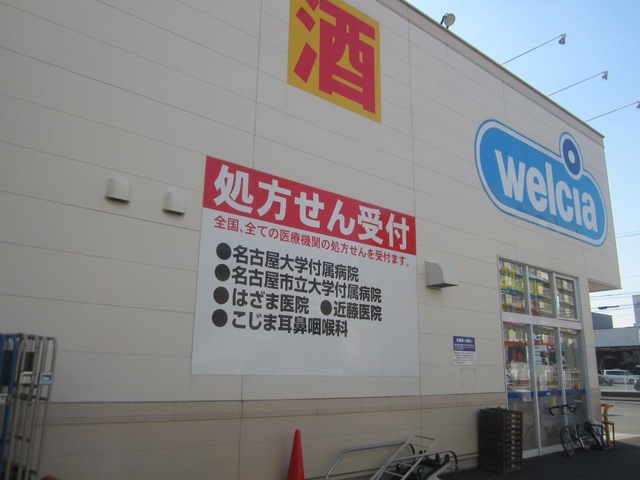 酒
welcia
処方せん受付
全国、全ての医療機関の処方せんを受付ます。
●名古屋大学付属病院
●名古屋市立大学付属病院
●はざま医院 ●近藤医院
●こじま耳鼻咽喉科